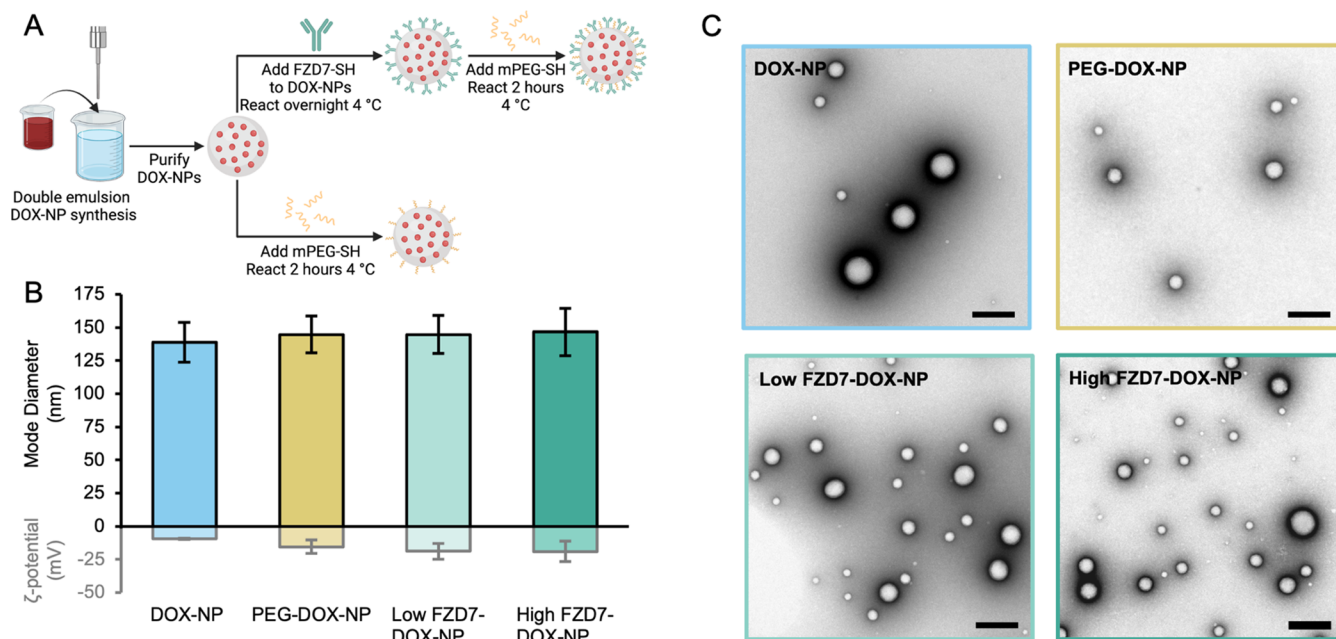 A
Add FZD7-SH
to DOX-NPs
React overnight 4 °C
Add mPEG-SH
React 2 hours
4 °C
Purify
DOX-NPs
Double emulsion
DOX-NP synthesis
Add mPEG-SH
React 2 hours 4 °C
B
Mode Diameter
(nm)
175
150
125
100
75
50
25
0
-25
-50
ζ-potential
(mV)
DOX-NP
PEG-DOX-NP
Low FZD7-
DOX-NP
High FZD7-
DOX-NP
C
DOX-NP
PEG-DOX-NP
Low FZD7-DOX-NP
High FZD7-DOX-NP